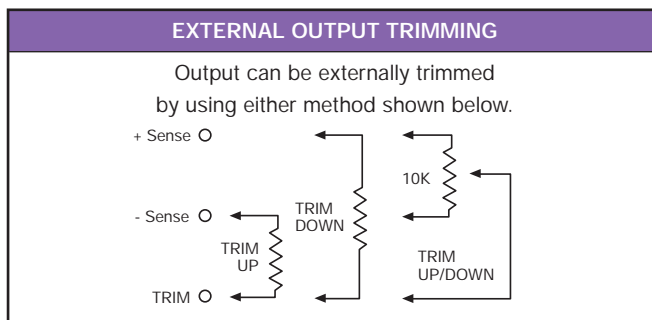 EXTERNAL OUTPUT TRIMMING
Output can be externally trimmed
by using either method shown below.
+ Sense
- Sense
TRIM
TRIM
UP
TRIM
DOWN
10K
TRIM
UP/DOWN